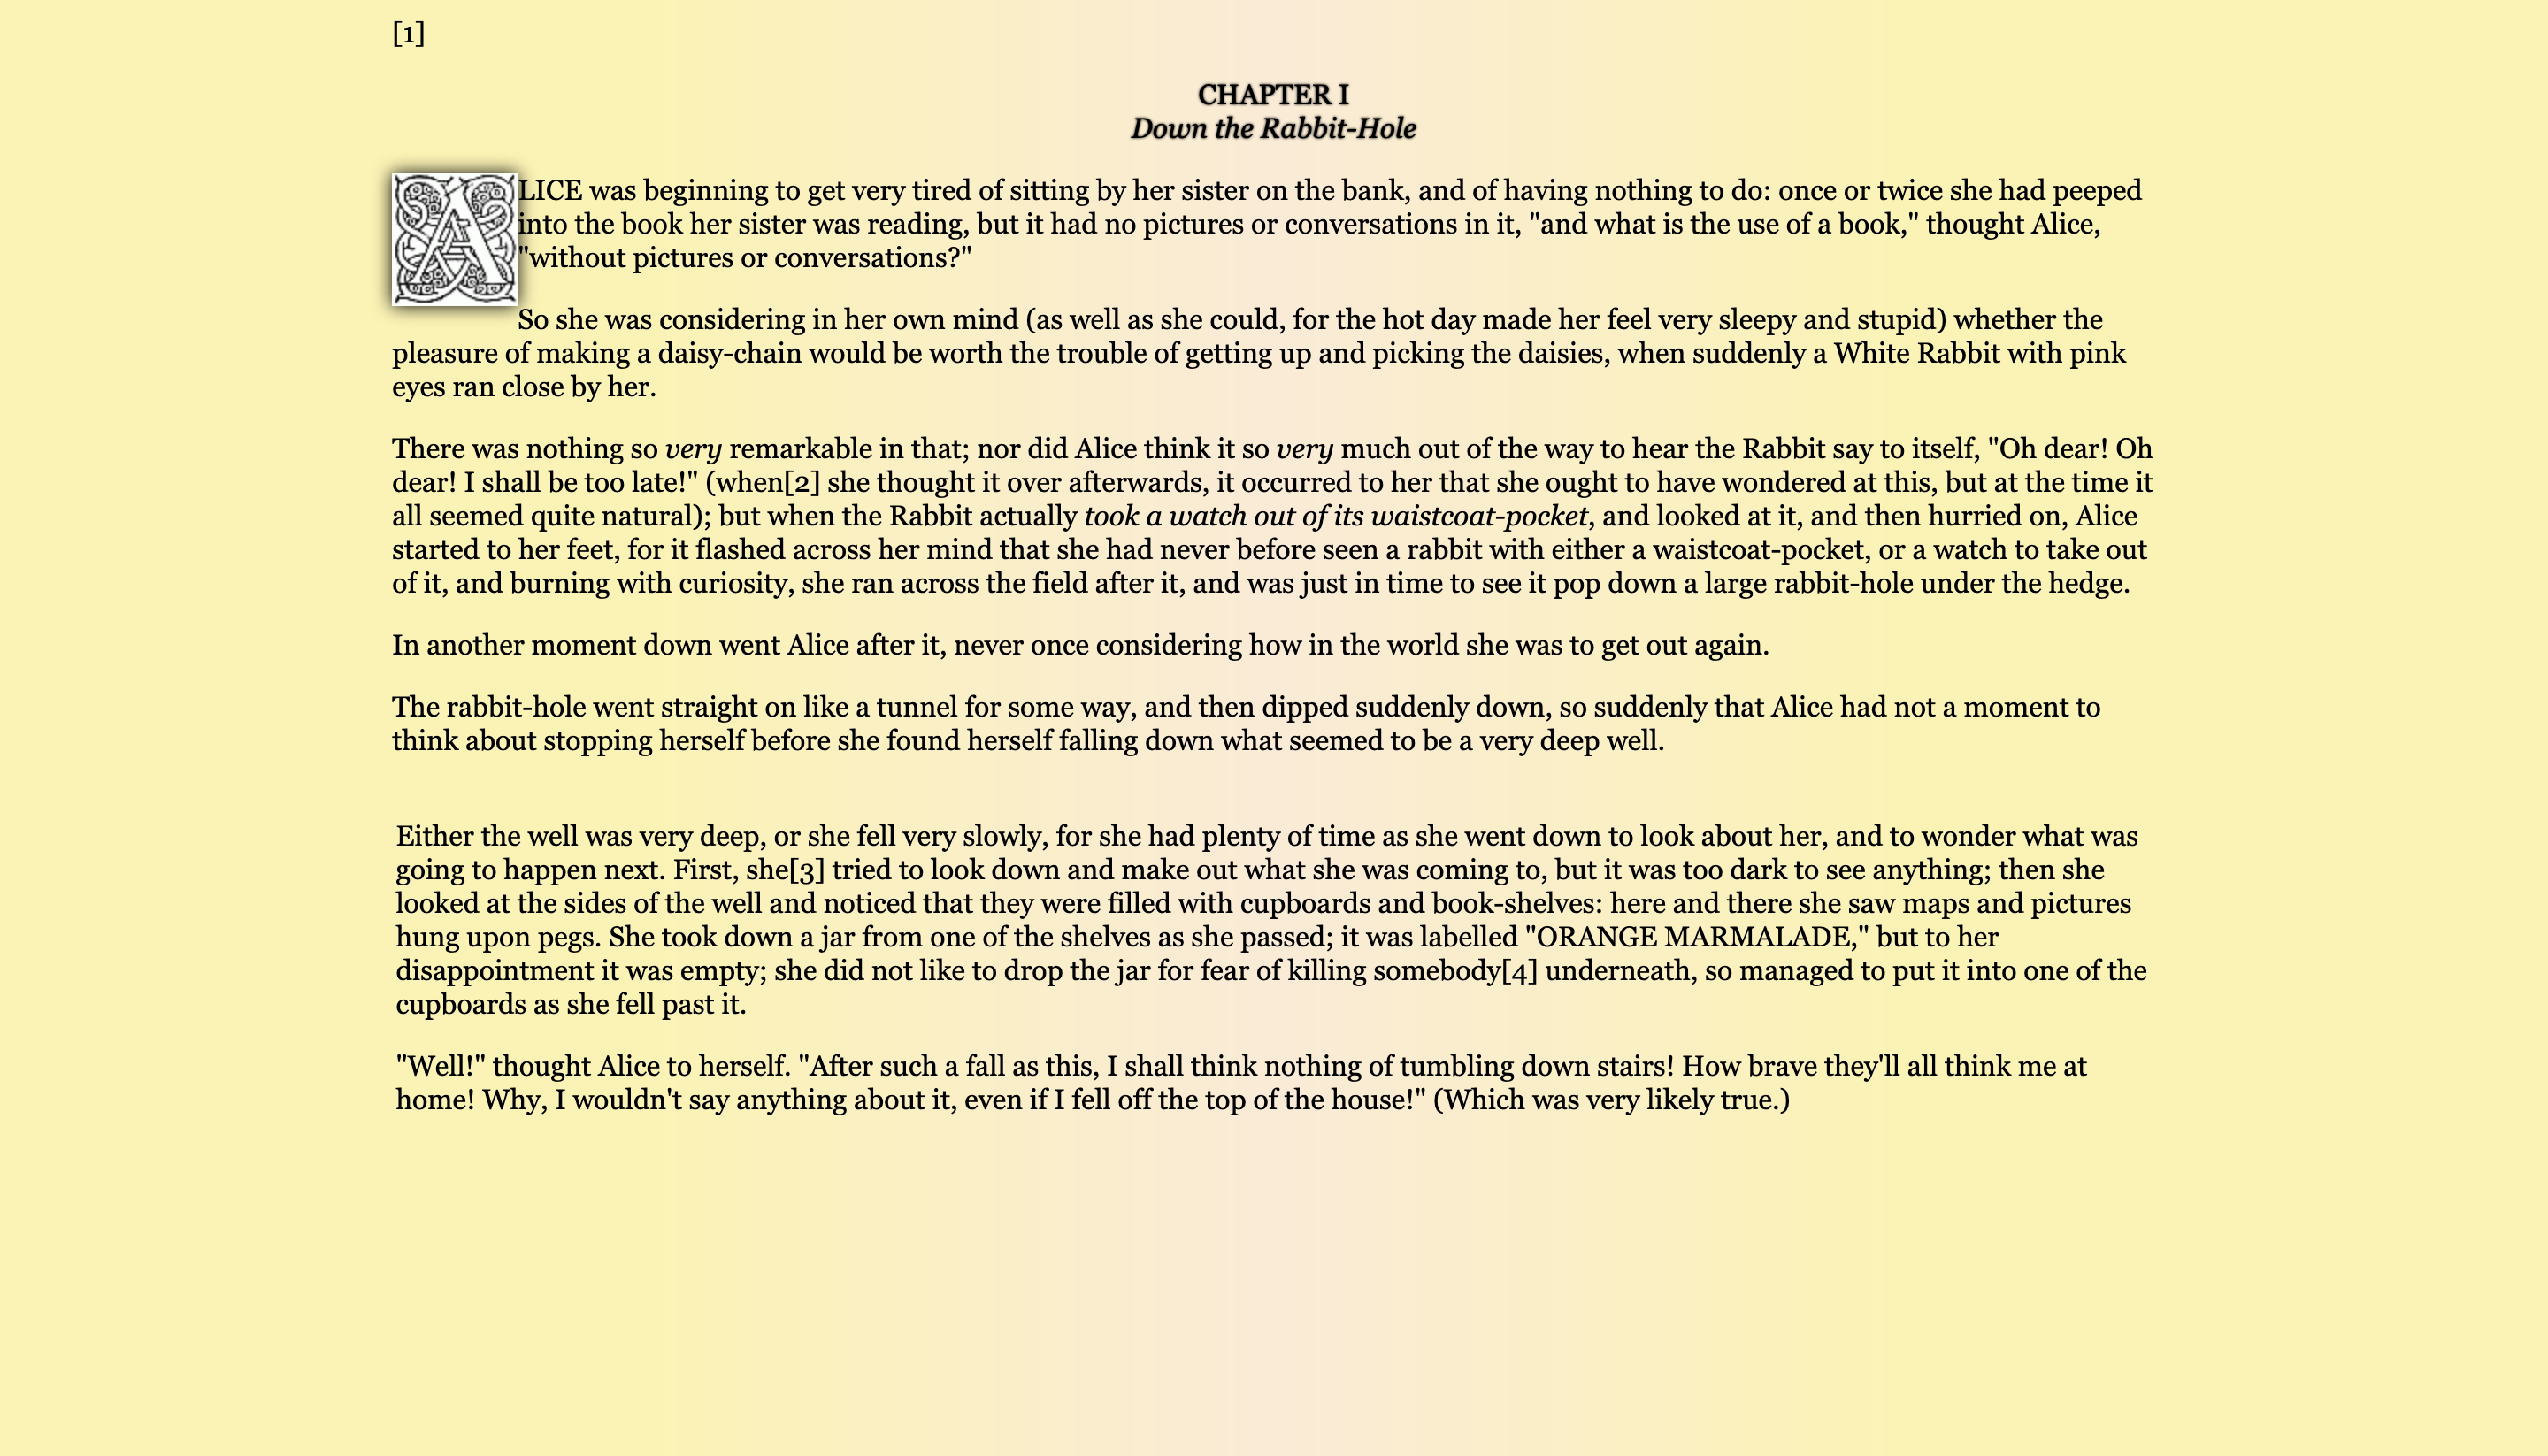 [1]
CHAPTER I
Down the Rabbit-Hole
ALICE was beginning to get very tired of sitting by her sister on the bank, and of having nothing to do: once or twice she had peeped
into the book her sister was reading, but it had no pictures or conversations in it, "and what is the use of a book," thought Alice,
"without pictures or conversations?"
So she was considering in her own mind (as well as she could, for the hot day made her feel very sleepy and stupid) whether the
pleasure of making a daisy-chain would be worth the trouble of getting up and picking the daisies, when suddenly a White Rabbit with pink
eyes ran close by her.
There was nothing so very remarkable in that; nor did Alice think it so very much out of the way to hear the Rabbit say to itself, "Oh dear! Oh
dear! I shall be too late!" (when[2] she thought it over afterwards, it occurred to her that she ought to have wondered at this, but at the time it
all seemed quite natural); but when the Rabbit actually took a watch out of its waistcoat-pocket, and looked at it, and then hurried on, Alice
started to her feet, for it flashed across her mind that she had never before seen a rabbit with either a waistcoat-pocket, or a watch to take out
of it, and burning with curiosity, she ran across the field after it, and was just in time to see it pop down a large rabbit-hole under the hedge.
In another moment down went Alice after it, never once considering how in the world she was to get out again.
The rabbit-hole went straight on like a tunnel for some way, and then dipped suddenly down, so suddenly that Alice had not a moment to
think about stopping herself before she found herself falling down what seemed to be a very deep well.
Either the well was very deep, or she fell very slowly, for she had plenty of time as she went down to look about her, and to wonder what was
going to happen next. First, she[3] tried to look down and make out what she was coming to, but it was too dark to see anything; then she
looked at the sides of the well and noticed that they were filled with cupboards and book-shelves: here and there she saw maps and pictures
hung upon pegs. She took down a jar from one of the shelves as she passed; it was labelled "ORANGE MARMALADE," but to her
disappointment it was empty; she did not like to drop the jar for fear of killing somebody[4] underneath, so managed to put it into one of the
cupboards as she fell past it.
"Well!" thought Alice to herself. "After such a fall as this, I shall think nothing of tumbling down stairs! How brave they'll all think me at
home! Why, I wouldn't say anything about it, even if I fell off the top of the house!" (Which was very likely true.)